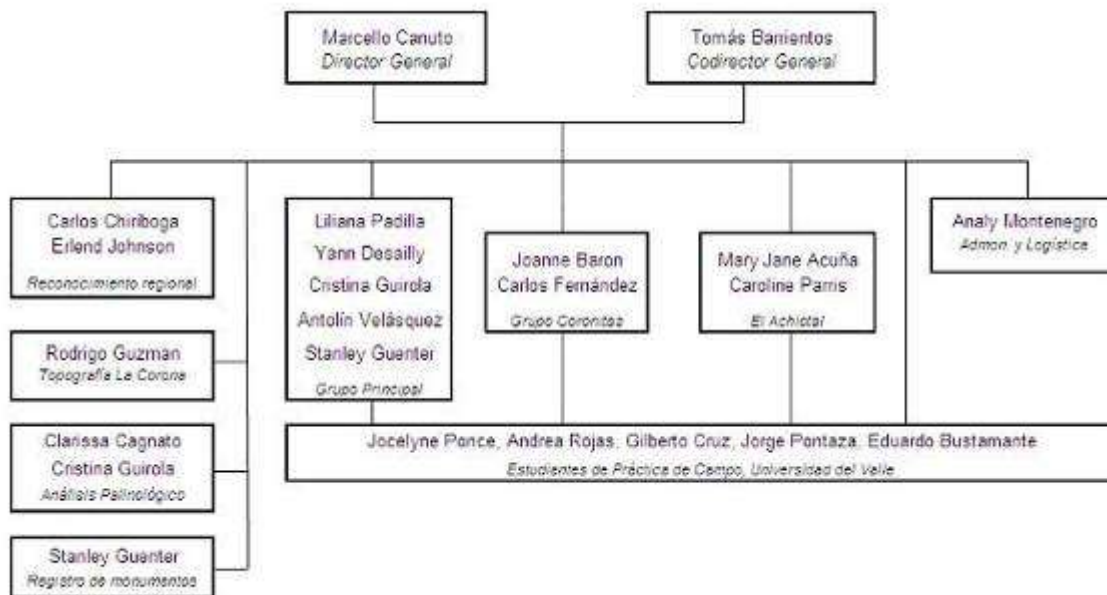 Marcello Canuto
Director General
Tomás Barrientos
Codirector General
Carlos Chiriboga
Erlend Johnson
Reconocimiento regional
Rodrigo Guzman
Topografía La Corona
Clarissa Cagnato
Cristina Guirola
Análisis Palinológico
Stanley Guenter
Registro de monumentos
Liliana Padilla
Yann Desailly
Cristina Guirola
Antolín Velásquez
Stanley Guenter
Grupo Principal
Joanne Baron
Carlos Fernández
Grupo Coronitas
Mary Jane Acuña
Caroline Parris
El Achiotal
Analy Montenegro
Admon. y Logística
Jocelyne Ponce, Andrea Rojas, Gilberto Cruz, Jorge Pontaza, Eduardo Bustamante
Estudiantes de Práctica de Campo, Universidad del Valle